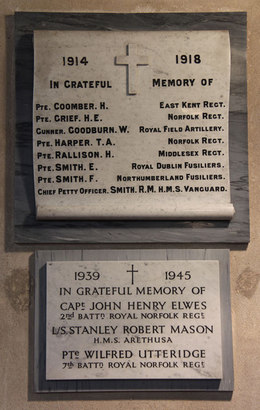 1914 1918
IN GRATEFUL MEMORY OF
PTE. COOMBER. H. EAST KENT REGT.
PTE. GRIEF. H.E. NORFOLK REGT.
GUNNER. GOODBURN. W. ROYAL FIELD ARTILLERY.
PTE. HARPER. T.A. NORFOLK REGT.
PTE. RALLISON. H. MIDDLESEX REGT.
PTE. SMITH. E. ROYAL DUBLIN FUSILIERS.
PTE. SMITH. F. NORTHUMBERLAND FUSILIERS.
CHIEF PETTY OFFICER. SMITH. R.M. H.M.S. VANGUARD.
1939 1945
IN GRATEFUL MEMORY OF
CAPT JOHN HENRY ELWES
2ND BATTN ROYAL NORFOLK REGT
L/S. STANLEY ROBERT MASON
H.M.S. ARETHUSA
PTE WILFRED UTTERIDGE
7TH BATTN ROYAL NORFOLK REGT